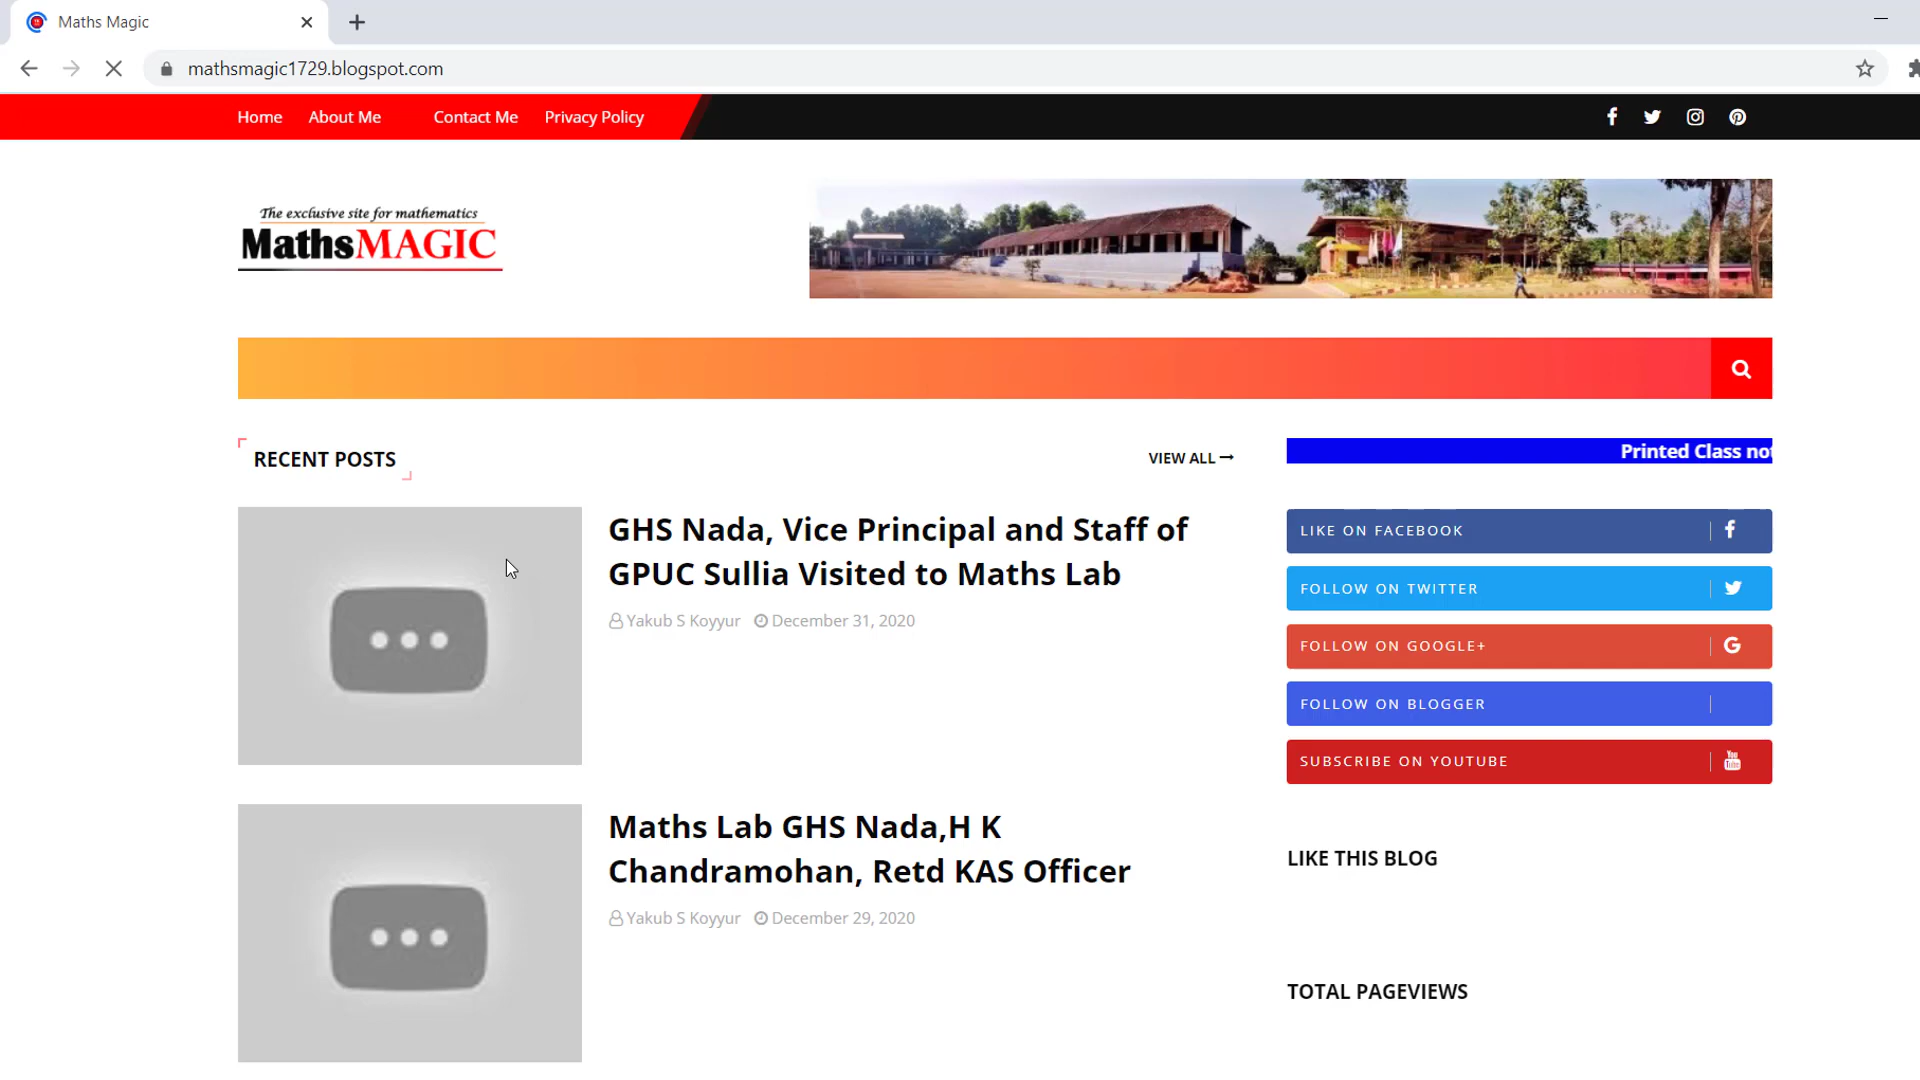 Maths Magic
mathsmagic1729.blogspot.com
Home About Me Contact Me Privacy Policy
The exclusive site for mathematics
MathsMAGIC
RECENT POSTS
VIEW ALL
Printed Class
GHS Nada, Vice Principal and Staff of
GPUC Sullia Visited to Maths Lab
Yakub S Koyyur December 31, 2020
Maths Lab GHS Nada,H K
Chandramohan, Retd KAS Officer
Yakub S Koyyur December 29, 2020
LIKE ON FACEBOOK
FOLLOW ON TWITTER
FOLLOW ON GOOGLE+
FOLLOW ON BLOGGER
SUBSCRIBE ON YOUTUBE
LIKE THIS BLOG
TOTAL PAGEVIEWS